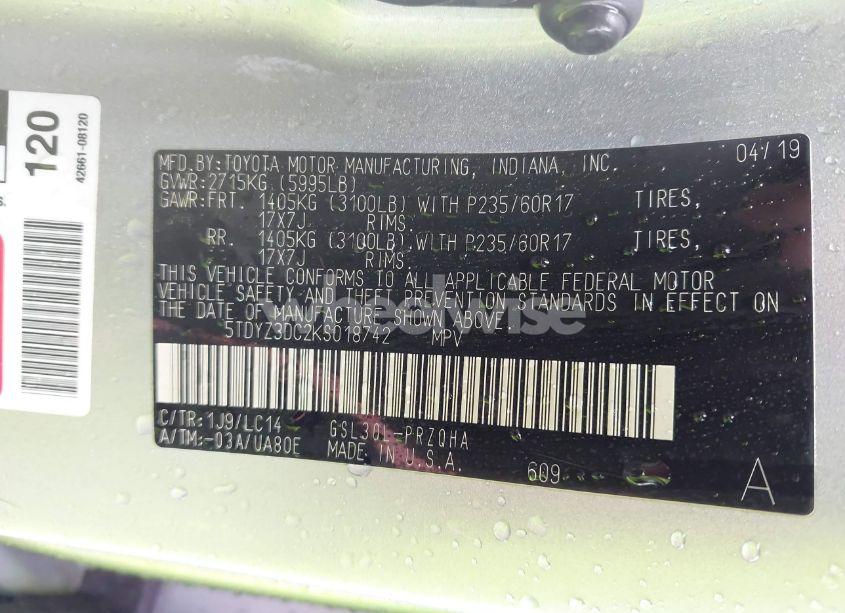 120
42661-08120
S.
MFD.BY:TOYOTA MOTOR MANUFACTURING, INDIANA, INC. 04/19
GVWR:2715KG (5995LB)
GAWR:FRT. 1405KG (3100LB) WITH P235/60R17 TIRES,
17X7J RIMS.
RR. 1405KG (3100LB) WITH P235/60R17 TIRES,
17X7J RIMS
THIS VEHICLE CONFORMS TO ALL APPLICABLE FEDERAL MOTOR
VEHICLE SAFETY AND THEFT PREVENTION STANDARDS IN EFFECT ON
THE DATE OF MANUFACTURE SHOWN ABOVE.
5TDYZ3DC2KS018742 MPV
C/TR:1J9/LC14 GSL30L-PRZQHA
A/TM:-03A/UA80E MADE IN U.S.A. 609
A